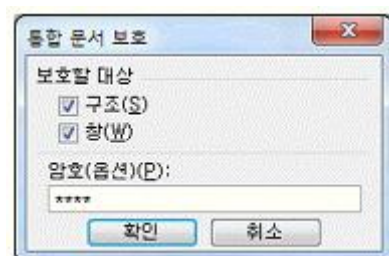 통합 문서 보호
보호할 대상
구조(S)
창(W)
암호(옵션)(P):
****
확인
취소